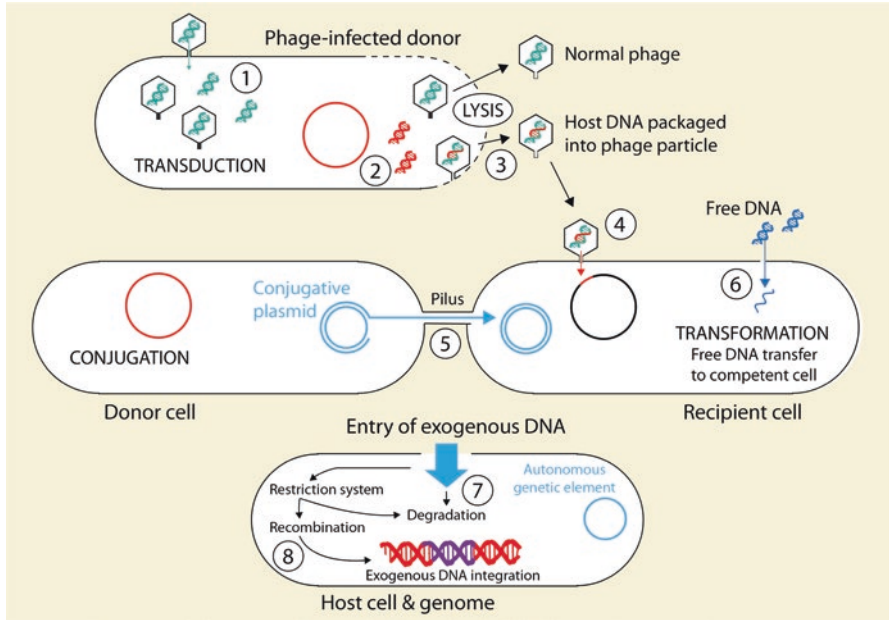 Phage-infected donor
Normal phage
1
LYSIS
Host DNA packaged
into phage particle
TRANSDUCTION
2
3
Free DNA
4
6
Conjugative
plasmid
Pilus
TRANSFORMATION
Free DNA transfer
to competent cell
CONJUGATION
5
Donor cell
Recipient cell
Entry of exogenous DNA
Autonomous
genetic element
Restriction system
7
Degradation
Recombination
8
Exogenous DNA integration
Host cell & genome